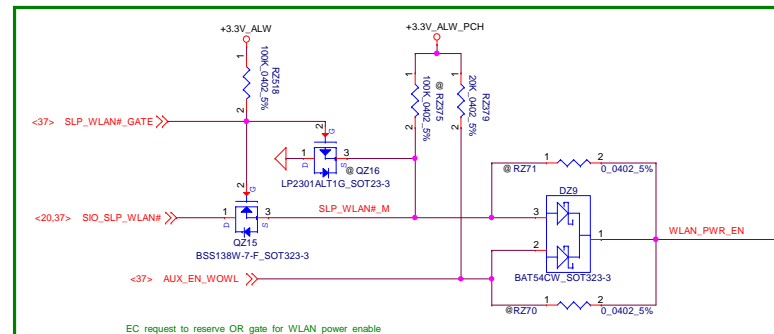 +3.3V_ALW
+3.3V_ALW_PCH
1
RZ518
100K_0402_5%
2
1
@ RZ375
100K_0402_5%
2
1
RZ379
20K_0402_5%
2
<37> SLP_WLAN#_GATE
2
G
1
D
3
S
@ QZ16
LP2301ALT1G_SOT23-3
@ RZ71
1
2
0_0402_5%
2
G
<20,37> SIO_SLP_WLAN#
1
D
3
S
SLP_WLAN#_M
QZ15
BSS138W-7-F_SOT323-3
DZ9
3
2
1
WLAN_PWR_EN
BAT54CW_SOT323-3
<37> AUX_EN_WOWL
@RZ70
1
2
0_0402_5%
EC request to reserve OR gate for WLAN power enable